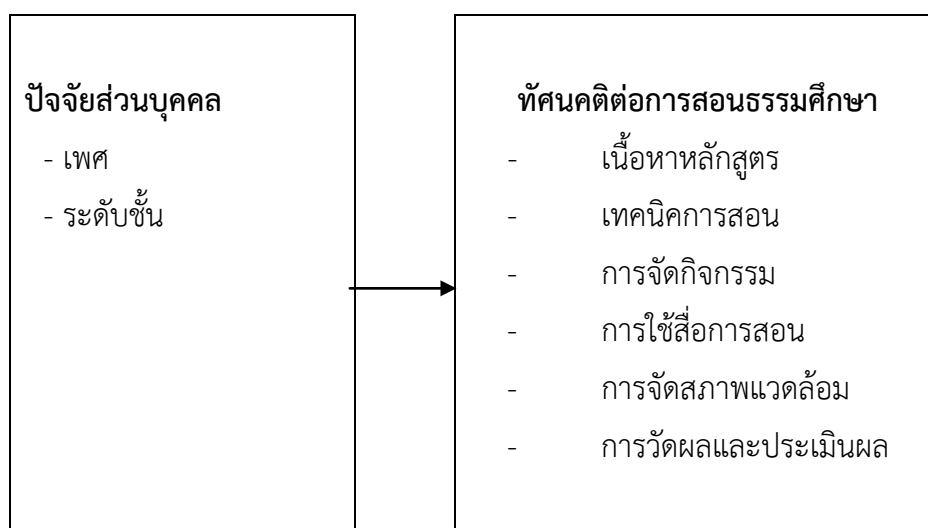 ปัจจัยส่วนบุคคล
- เพศ
- ระดับชั้น
ทัศนคติต่อการสอนธรรมศึกษา
- เนื้อหาหลักสูตร
- เทคนิคการสอน
- การจัดกิจกรรม
- การใช้สื่อการสอน
- การจัดสภาพแวดล้อม
- การวัดผลและประเมินผล